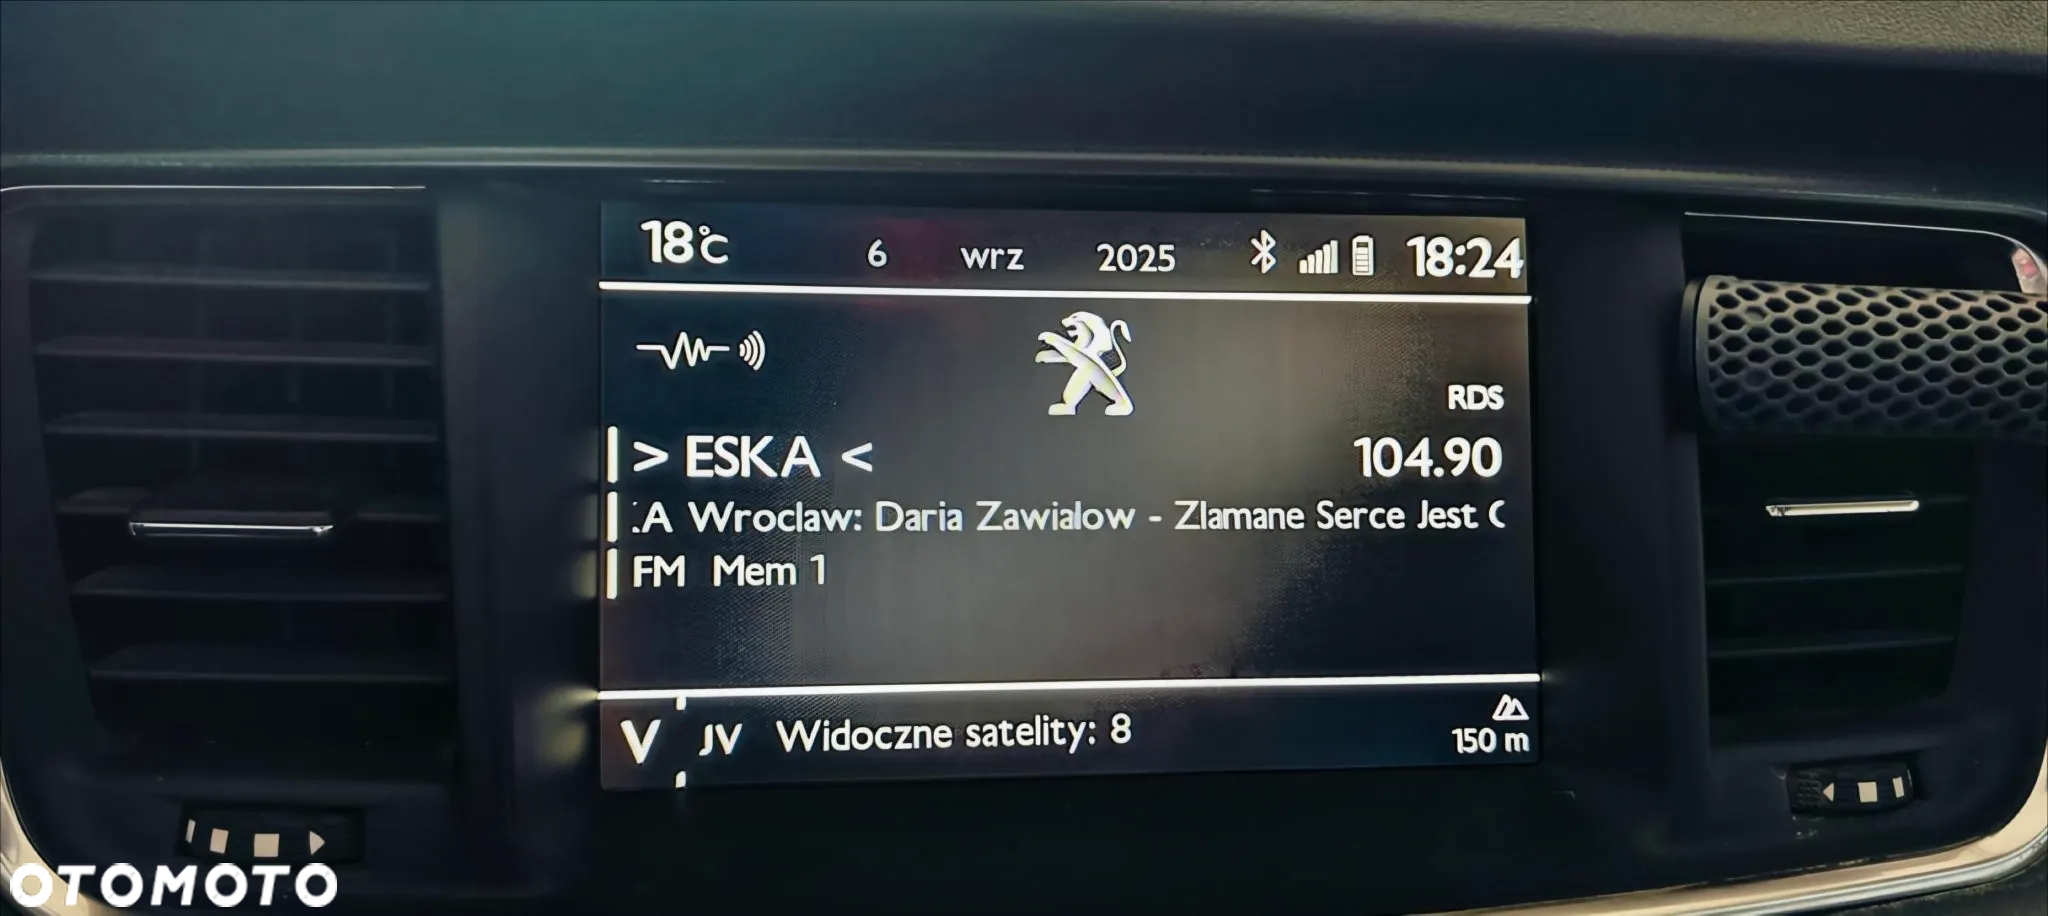 18°C 6 wrz 2025 18:24
RDS
> ESKA < 104.90
:A Wroclaw: Daria Zawialow - Zlamane Serce Jest
FM Mem 1
V JV Widoczne satelity: 8
150 m
OTOMOTO